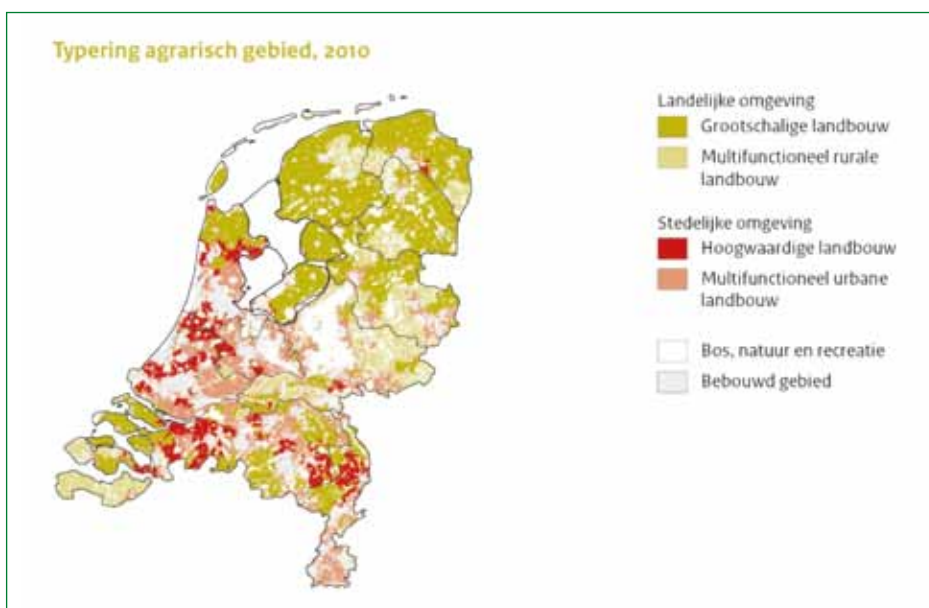 Typering agrarisch gebied, 2010
Landelijke omgeving
Grootschalige landbouw
Multifunctioneel rurale
landbouw
Stedelijke omgeving
Hoogwaardige landbouw
Multifunctioneel urbane
landbouw
Bos, natuur en recreatie
Bebouwd gebied